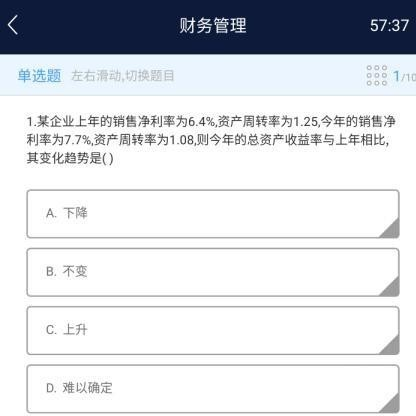 财务管理
57:37
单选题 左右滑动,切换题目
1/10
1.某企业上年的销售净利率为6.4%,资产周转率为1.25,今年的销售净
利率为7.7%,资产周转率为1.08,则今年的总资产收益率与上年相比,
其变化趋势是( )
A. 下降
B. 不变
C. 上升
D. 难以确定